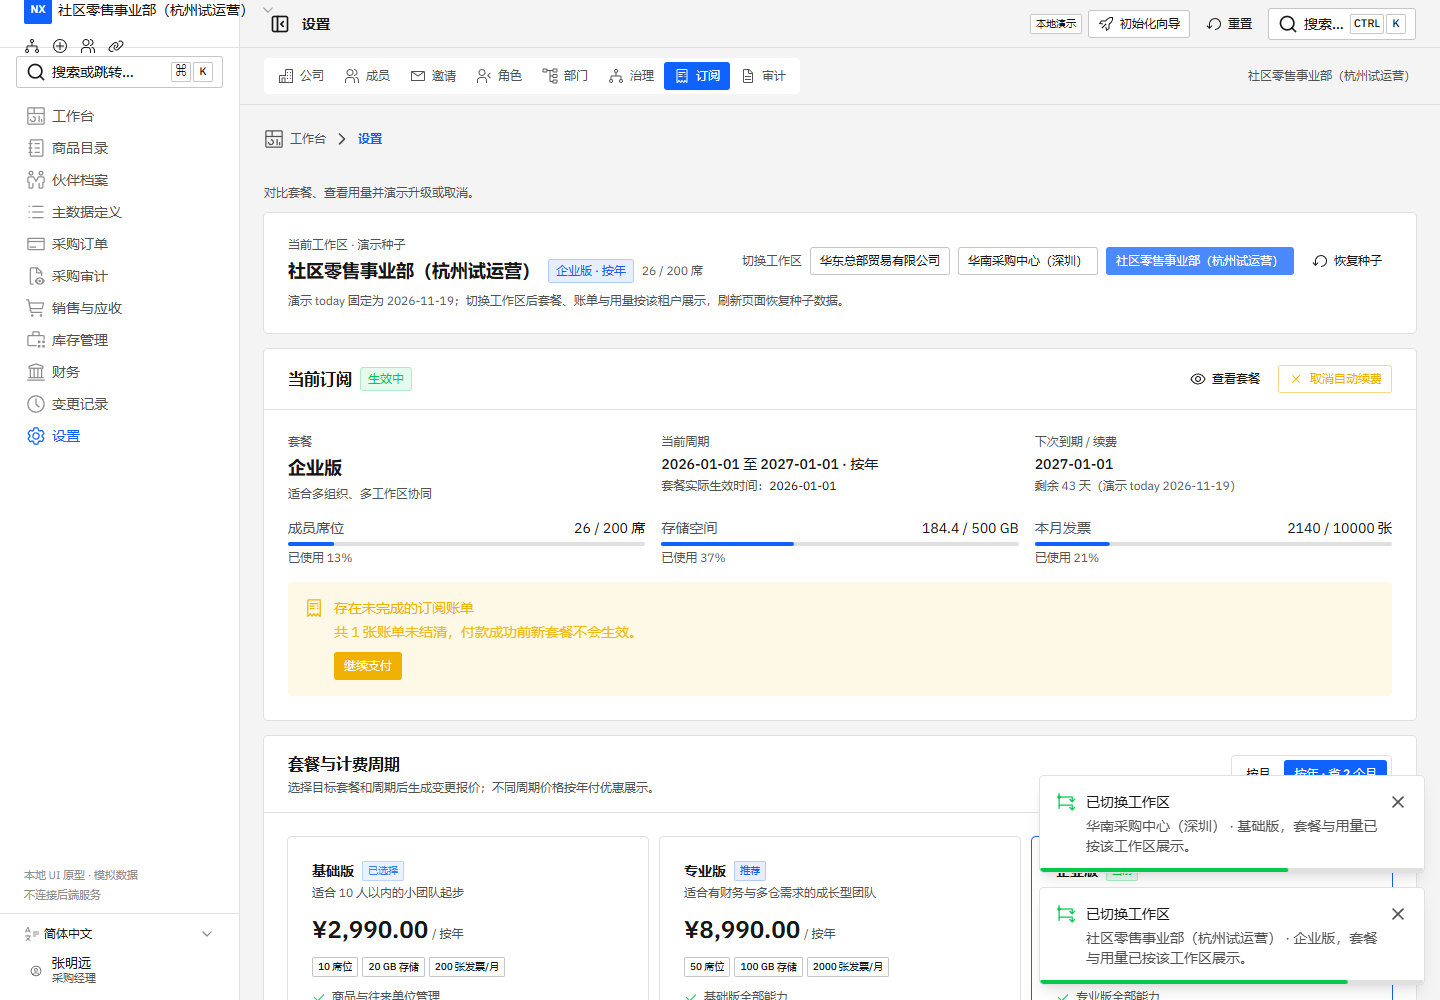 NX 社区零售事业部（杭州试运营）
搜索或跳转... ⌘ K
工作台
商品目录
伙伴档案
主数据定义
采购订单
采购审计
销售与应收
库存管理
财务
变更记录
设置
本地 UI 原型 · 模拟数据
不连接后端服务
简体中文
张明远
采购经理
设置
本地演示
初始化向导
重置
搜索... CTRL K
公司
成员
邀请
角色
部门
治理
订阅
审计
社区零售事业部（杭州试运营）
工作台
设置
对比套餐、查看用量并演示升级或取消。
当前工作区 · 演示种子
社区零售事业部（杭州试运营） 企业版 · 按年 26 / 200 席
切换工作区 华东总部贸易有限公司 华南采购中心（深圳） 社区零售事业部（杭州试运营） 恢复种子
演示 today 固定为 2026-11-19；切换工作区后套餐、账单与用量按该租户展示，刷新页面恢复种子数据。
当前订阅 生效中
查看套餐
取消自动续费
套餐
企业版
适合多组织、多工作区协同
当前周期
2026-01-01 至 2027-01-01 · 按年
套餐实际生效时间：2026-01-01
下次到期 / 续费
2027-01-01
剩余 43 天（演示 today 2026-11-19）
成员席位 26 / 200 席
已使用 13%
存储空间 184.4 / 500 GB
已使用 37%
本月发票 2140 / 10000 张
已使用 21%
存在未完成的订阅账单
共 1 张账单未结清，付款成功前新套餐不会生效。
继续支付
套餐与计费周期
选择目标套餐和周期后生成变更报价；不同周期价格按年付优惠展示。
按月 按年 · 省 2 个月
基础版 已选择
适合 10 人以内的小团队起步
¥2,990.00 / 按年
10 席位 20 GB 存储 200 张发票/月
商品与往来单位管理
专业版 推荐
适合有财务与多仓需求的成长型团队
¥8,990.00 / 按年
50 席位 100 GB 存储 2000 张发票/月
基础版全部能力
企业版
专业版全部能力
已切换工作区
华南采购中心（深圳） · 基础版，套餐与用量已
按该工作区展示。
已切换工作区
社区零售事业部（杭州试运营） · 企业版，套餐
与用量已按该工作区展示。